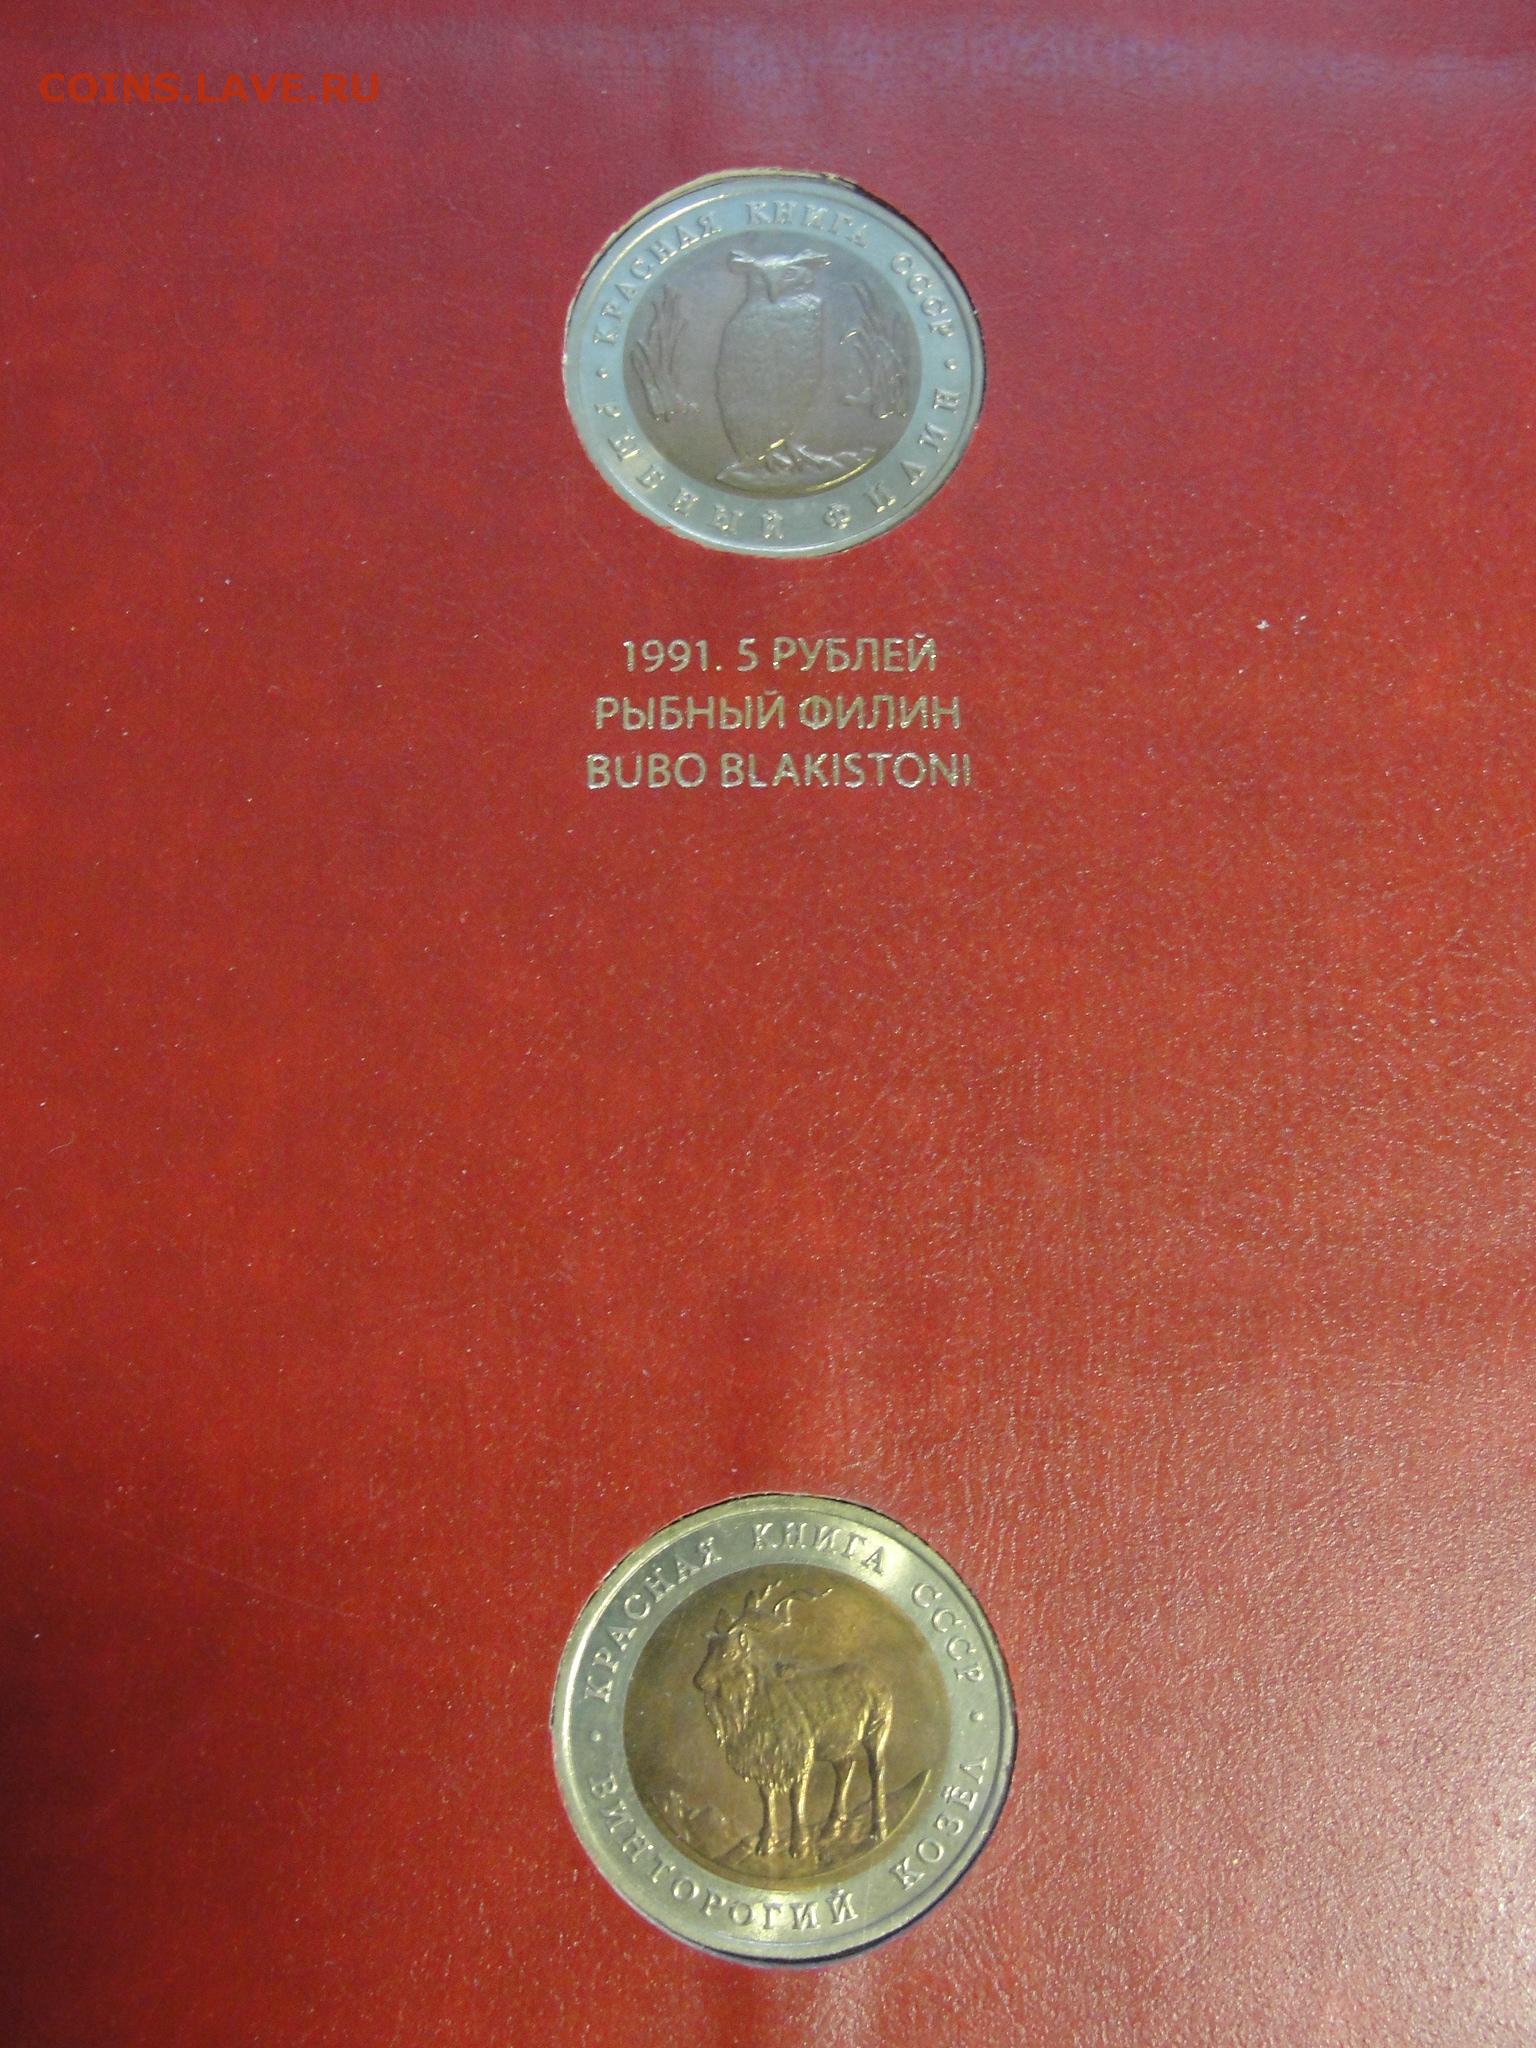 COINS.LAVE.RU
· КРАСНАЯ КНИГА СССР ·
РЫБНЫЙ ФИЛИН
1991. 5 РУБЛЕЙ
РЫБНЫЙ ФИЛИН
BUBO BLAKISTONI
· КРАСНАЯ КНИГА СССР ·
ВИНТОРОГИЙ КОЗЁЛ